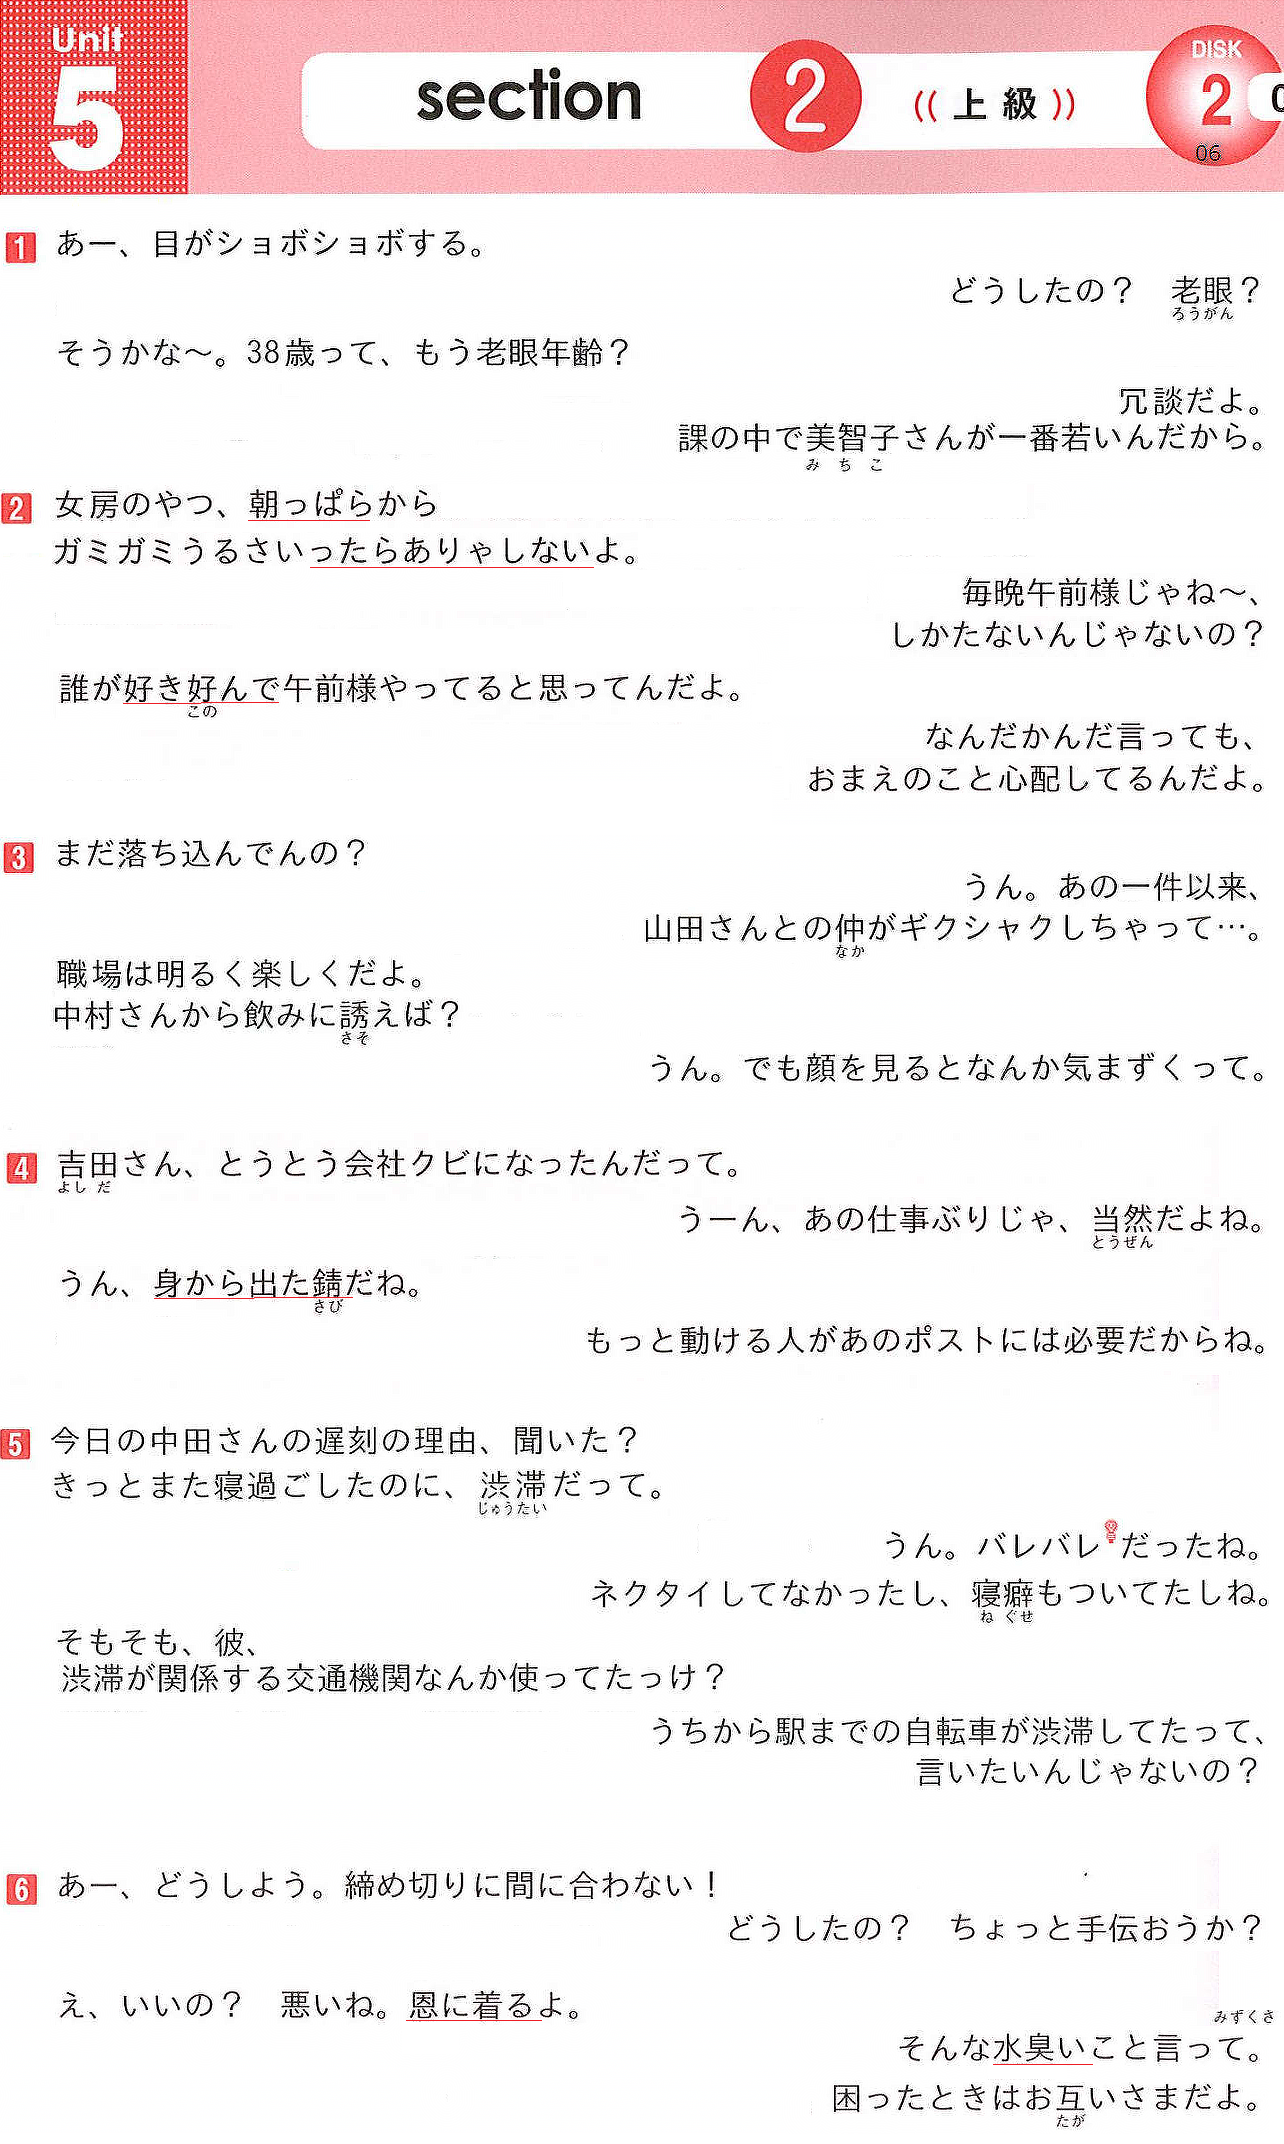 Unit
5
section 2 ((上級))
DISK
2
06
1 あー、目がショボショボする。
どうしたの？　老眼？
ろうがん
そうかな〜。38歳って、もう老眼年齢？
冗談だよ。
課の中で美智子さんが一番若いんだから。
みちこ
2 女房のやつ、朝っぱらから
ガミガミうるさいったらありゃしないよ。
毎晩午前様じゃね〜、
しかたないんじゃないの？
誰が好き好んで午前様やってると思ってんだよ。
この
なんだかんだ言っても、
おまえのこと心配してるんだよ。
3 まだ落ち込んでんの？
うん。あの一件以来、
山田さんとの仲がギクシャクしちゃって…。
なか
職場は明るく楽しくだよ。
中村さんから飲みに誘えば？
さそ
うん。でも顔を見るとなんか気まずくって。
4 吉田さん、とうとう会社クビになったんだって。
よしだ
うーん、あの仕事ぶりじゃ、当然だよね。
とうぜん
うん、身から出た錆だね。
さび
もっと動ける人があのポストには必要だからね。
5 今日の中田さんの遅刻の理由、聞いた？
きっとまた寝過ごしたのに、渋滞だって。
じゅうたい
うん。バレバレだったね。
ネクタイしてなかったし、寝癖もついてたしね。
ねぐせ
そもそも、彼、
渋滞が関係する交通機関なんか使ってたっけ？
うちから駅までの自転車が渋滞してたって、
言いたいんじゃないの？
6 あー、どうしよう。締め切りに間に合わない！
どうしたの？　ちょっと手伝おうか？
え、いいの？　悪いね。恩に着るよ。
みずくさ
そんな水臭いこと言って。
困ったときはお互いさまだよ。
たが